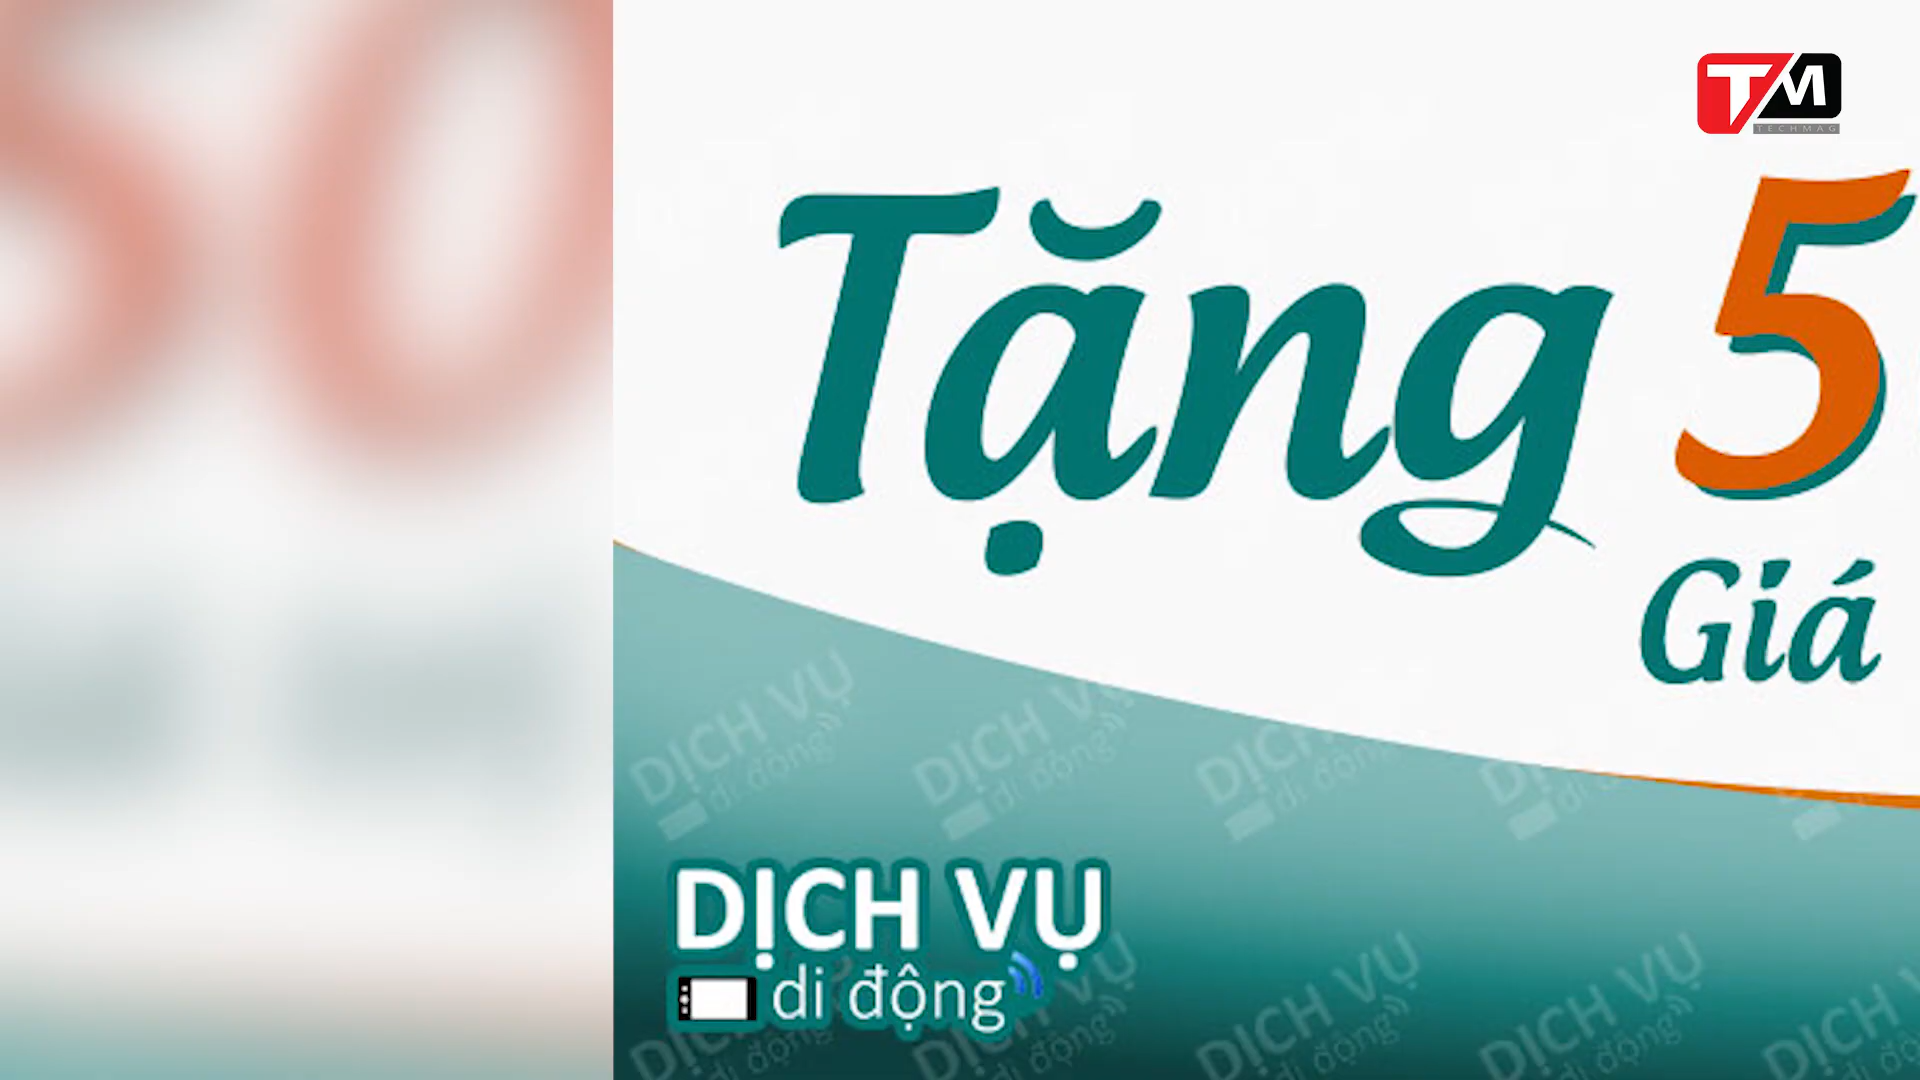 TM
TECHMAG
Tặng 5
Giá
DỊCH VỤ
di động